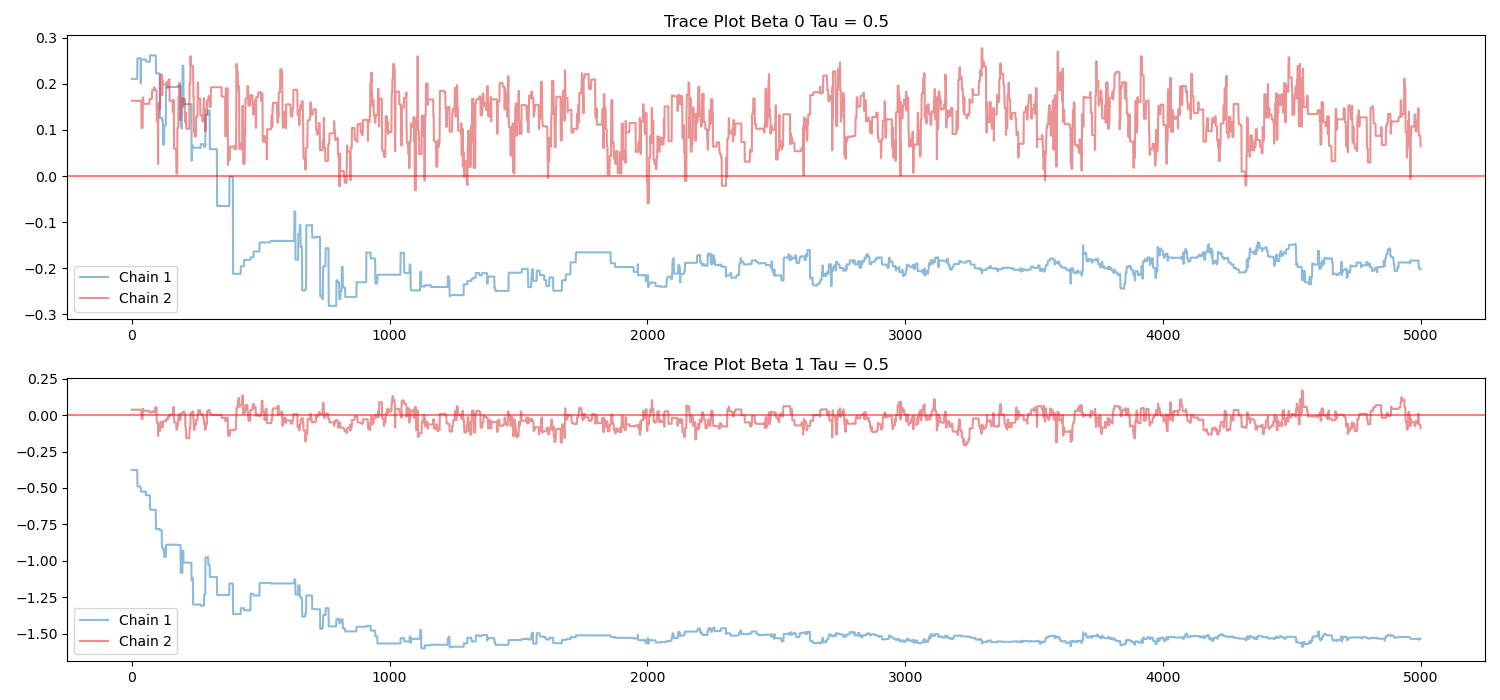 Trace Plot Beta 0 Tau = 0.5
0.3
0.2
0.1
0.0
−0.1
−0.2
−0.3
Chain 1
Chain 2
0 1000 2000 3000 4000 5000
Trace Plot Beta 1 Tau = 0.5
0.25
0.00
−0.25
−0.50
−0.75
−1.00
−1.25
−1.50
Chain 1
Chain 2
0 1000 2000 3000 4000 5000